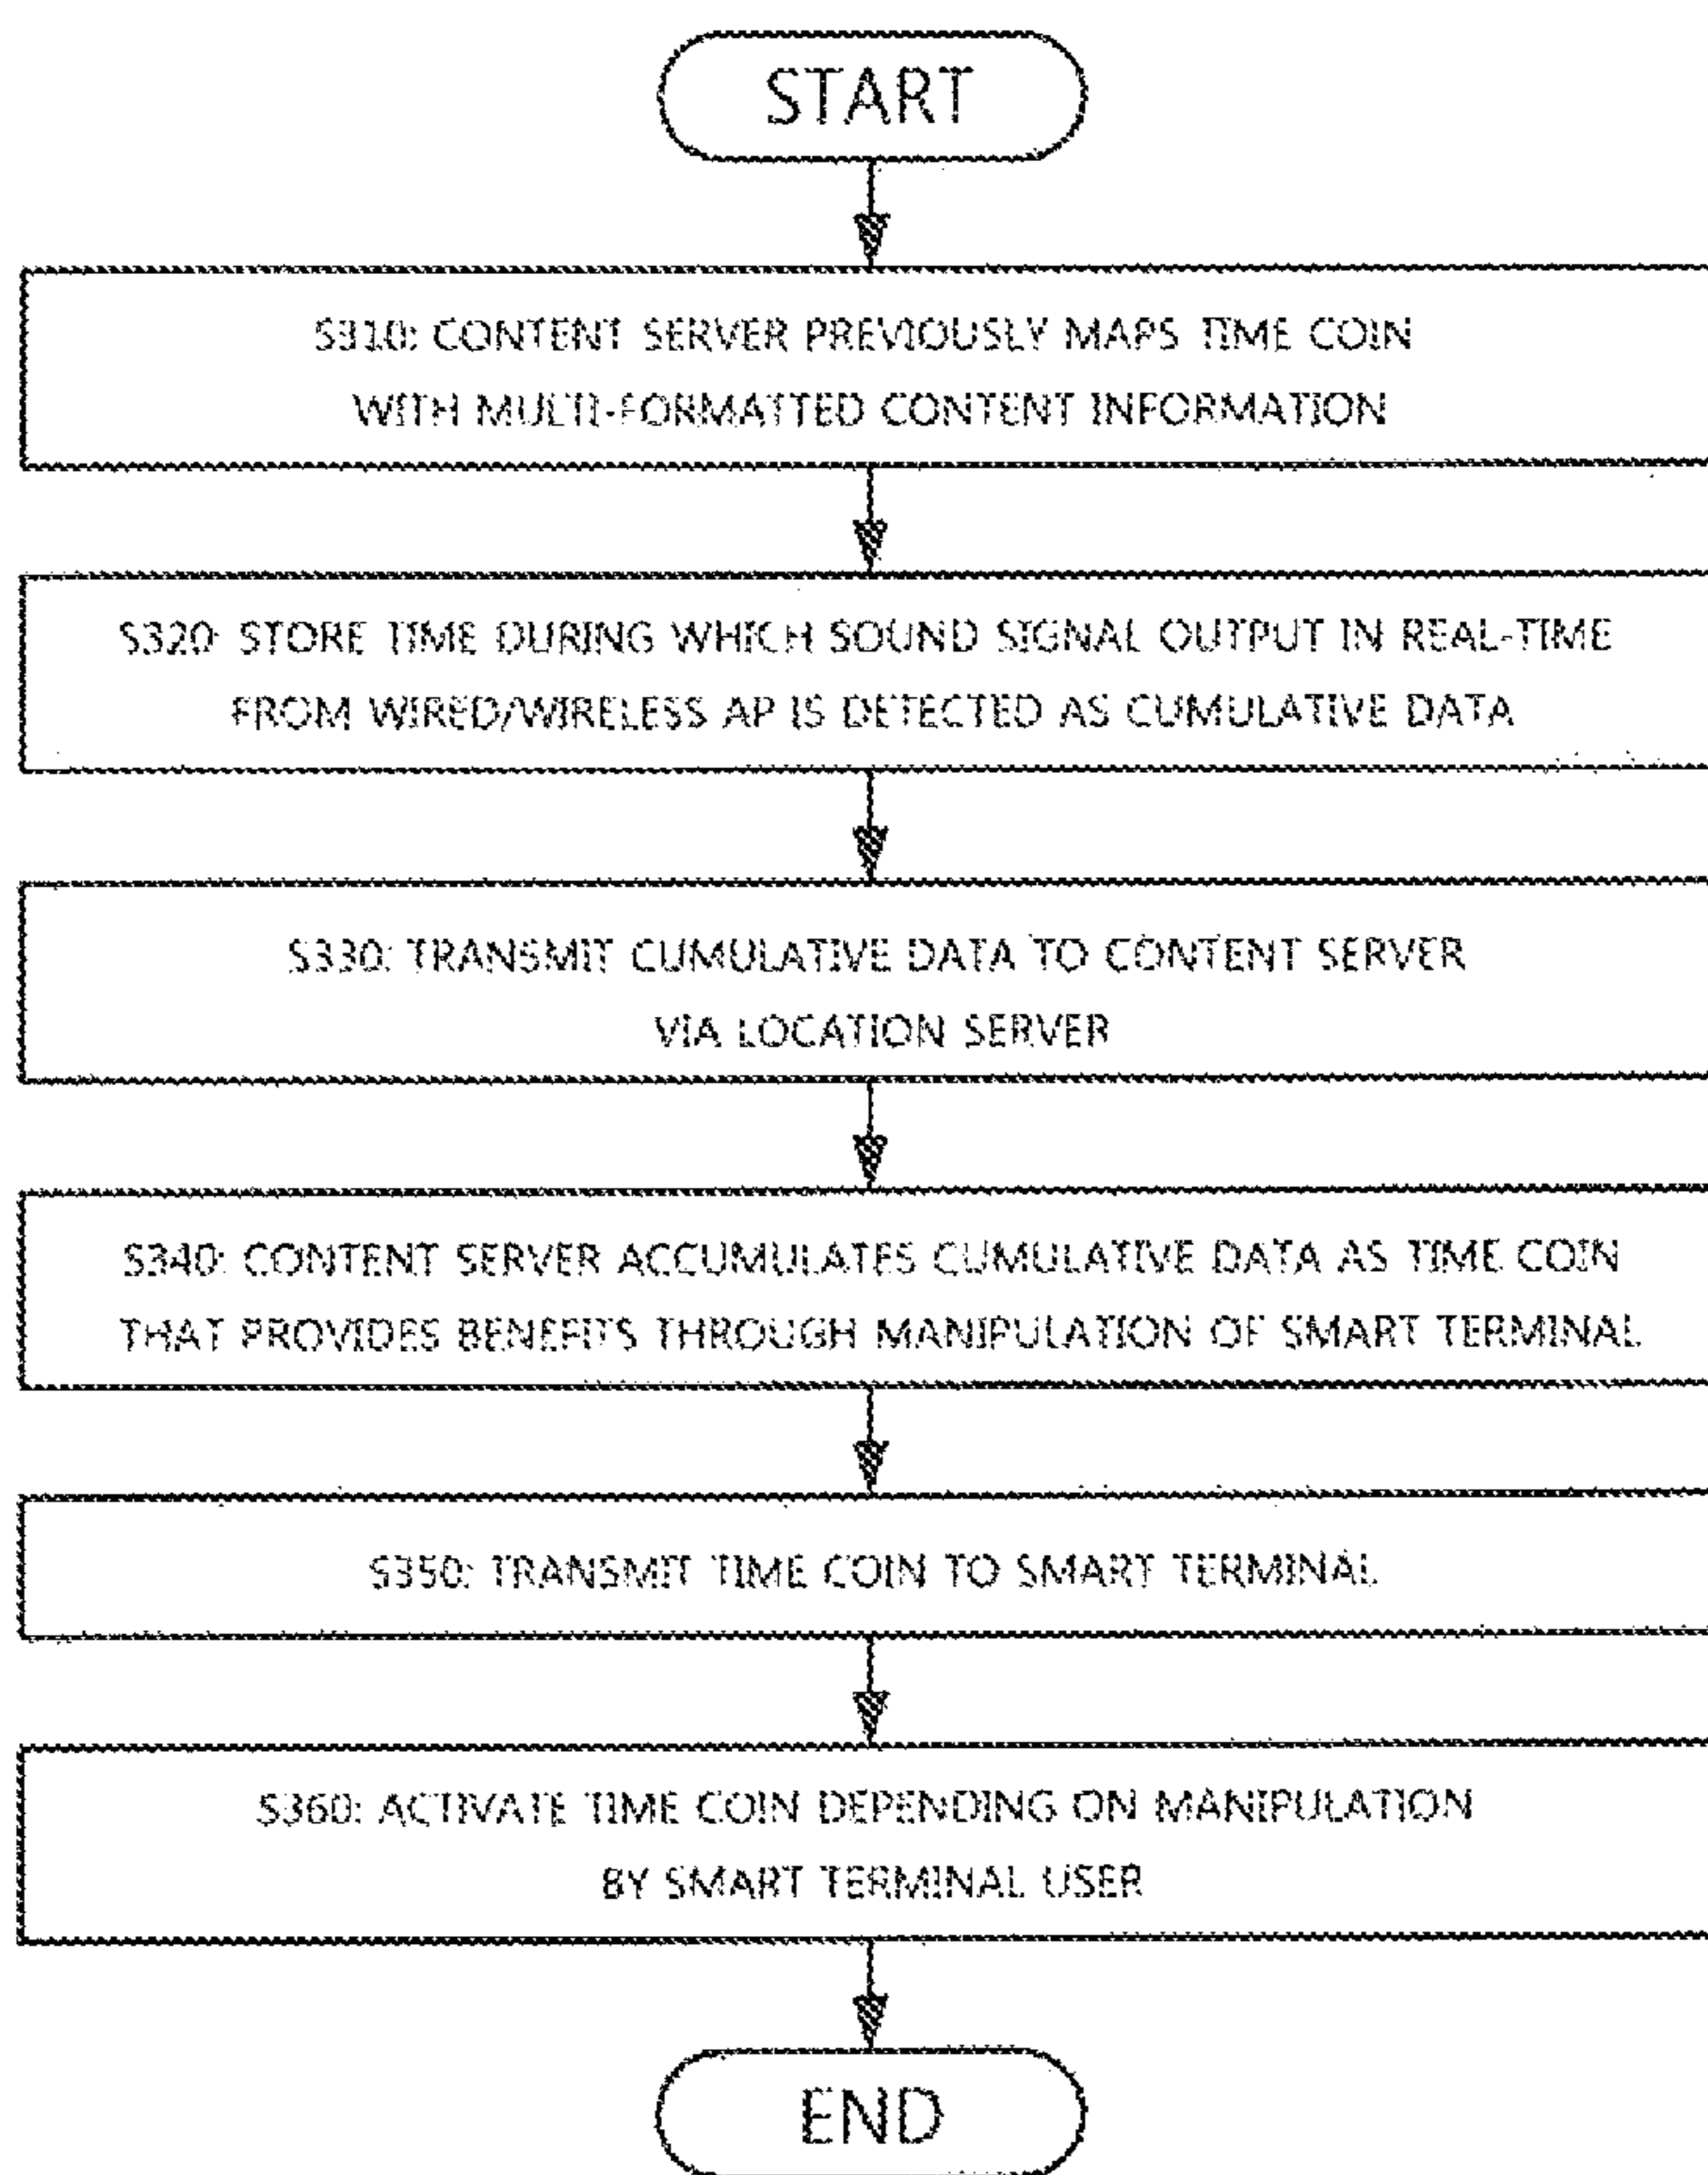 START
S310: CONTENT SERVER PREVIOUSLY MAPS TIME COIN
WITH MULTI-FORMATTED CONTENT INFORMATION
S320: STORE TIME DURING WHICH SOUND SIGNAL OUTPUT IN REAL-TIME
FROM WIRED/WIRELESS AP IS DETECTED AS CUMULATIVE DATA
S330: TRANSMIT CUMULATIVE DATA TO CONTENT SERVER
VIA LOCATION SERVER
S340: CONTENT SERVER ACCUMULATES CUMULATIVE DATA AS TIME COIN
THAT PROVIDES BENEFITS THROUGH MANIPULATION OF SMART TERMINAL
S350: TRANSMIT TIME COIN TO SMART TERMINAL
S360: ACTIVATE TIME COIN DEPENDING ON MANIPULATION
BY SMART TERMINAL USER
END